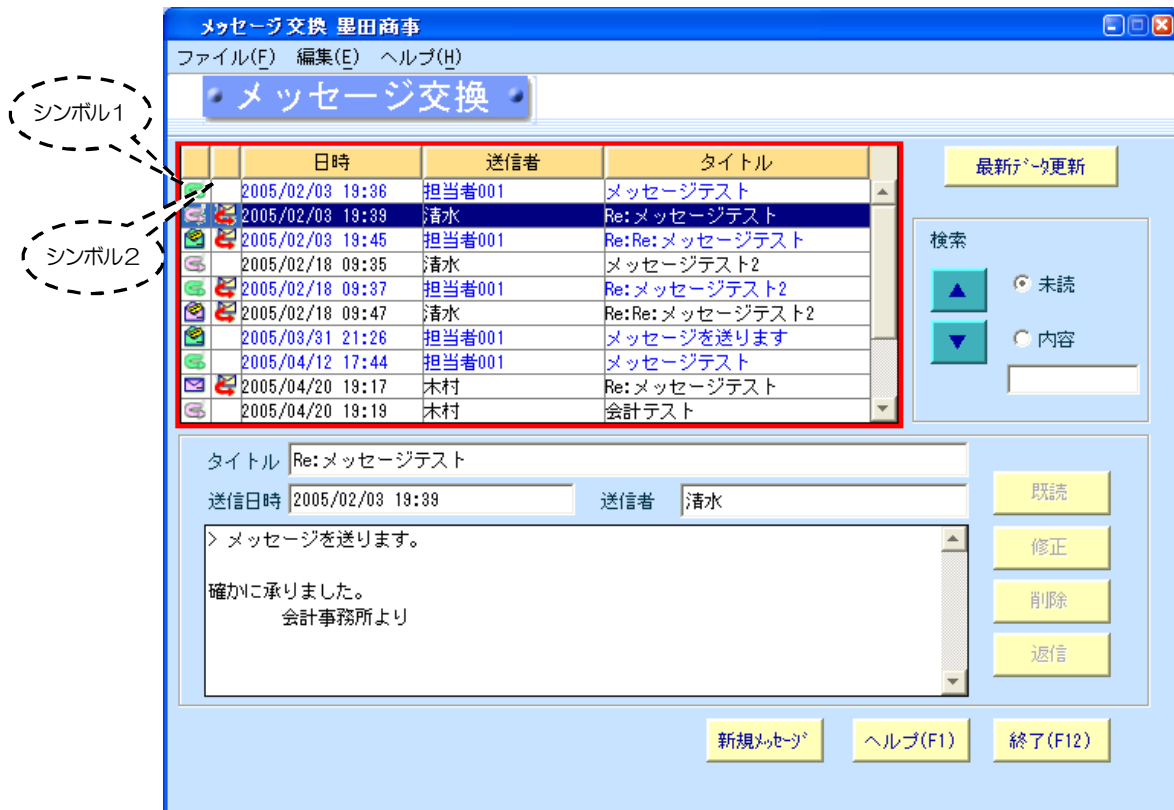 メッセージ交換 墨田商事
ファイル(F) 編集(E) ヘルプ(H)
メッセージ交換
シンボル1
シンボル2
日時 送信者 タイトル
2005/02/03 19:36 担当者001 メッセージテスト
2005/02/03 19:39 清水 Re:メッセージテスト
2005/02/03 19:45 担当者001 Re:Re:メッセージテスト
2005/02/18 09:35 清水 メッセージテスト2
2005/02/18 09:37 担当者001 Re:メッセージテスト2
2005/02/18 09:47 清水 Re:Re:メッセージテスト2
2005/03/31 21:26 担当者001 メッセージを送ります
2005/04/12 17:44 担当者001 メッセージテスト
2005/04/20 19:17 木村 Re:メッセージテスト
2005/04/20 19:19 木村 会計テスト
最新ﾃﾞｰﾀ更新
検索
未読
内容
タイトル Re:メッセージテスト
送信日時 2005/02/03 19:39 送信者 清水
> メッセージを送ります。
確かに承りました。
会計事務所より
既読
修正
削除
返信
新規ﾒｯｾｰｼﾞ ヘルプ(F1) 終了(F12)